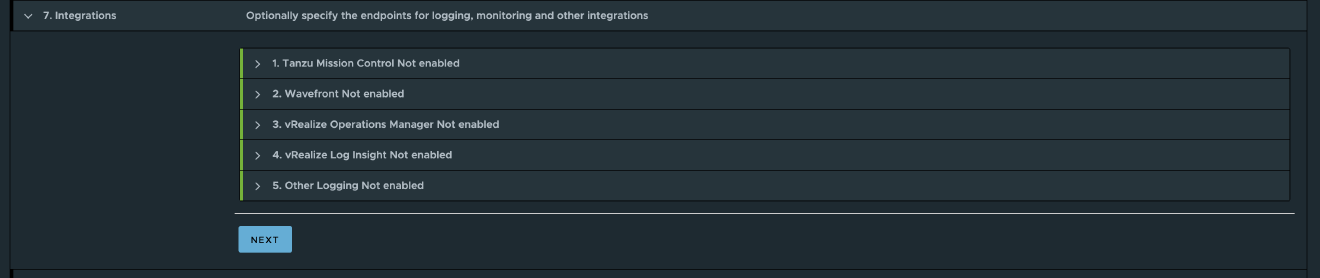 7. Integrations Optionally specify the endpoints for logging, monitoring and other integrations
1. Tanzu Mission Control Not enabled
2. Wavefront Not enabled
3. vRealize Operations Manager Not enabled
4. vRealize Log Insight Not enabled
5. Other Logging Not enabled
NEXT